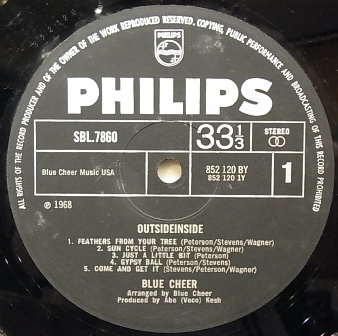 ALL RIGHTS OF THE RECORD PRODUCER AND OF THE OWNER OF THE WORK REPRODUCED RESERVED, COPYING, PUBLIC PERFORMANCE AND BROADCASTING OF THIS RECORD PROHIBITED
PHILIPS
PHILIPS
SBL.7860
33 1/3
STEREO
Blue Cheer Music USA
852 120 BY
852 120 1Y
1
℗ 1968
OUTSIDEINSIDE
1. FEATHERS FROM YOUR TREE (Peterson/Stevens/Wagner)
2. SUN CYCLE (Peterson/Stevens/Wagner)
3. JUST A LITTLE BIT (Peterson)
4. GYPSY BALL (Peterson/Stevens)
5. COME AND GET IT (Stevens/Peterson/Wagner)
BLUE CHEER
Arranged by Blue Cheer
Produced by Abe (Voco) Kesh